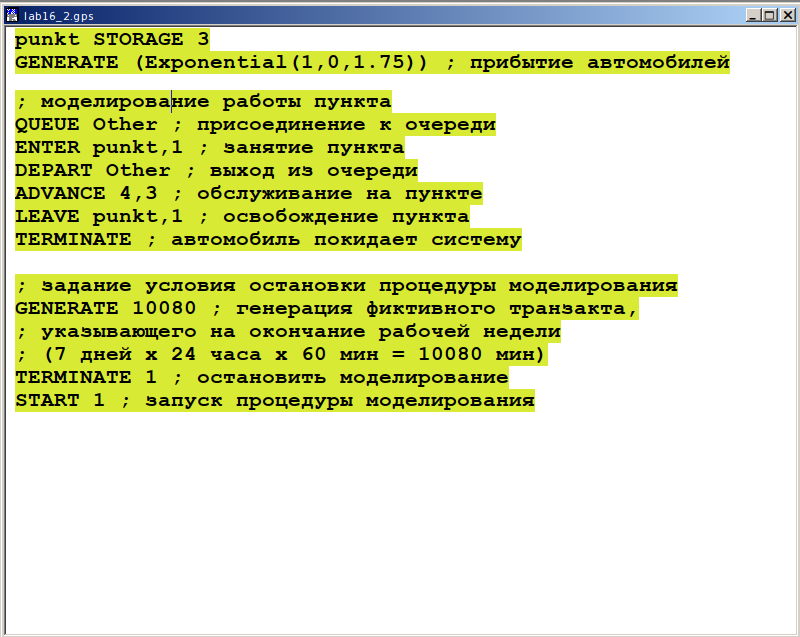 lab16_2.gps
punkt STORAGE 3
GENERATE (Exponential(1,0,1.75)) ; прибытие автомобилей
; моделирование работы пункта
QUEUE Other ; присоединение к очереди
ENTER punkt,1 ; занятие пункта
DEPART Other ; выход из очереди
ADVANCE 4,3 ; обслуживание на пункте
LEAVE punkt,1 ; освобождение пункта
TERMINATE ; автомобиль покидает систему
; задание условия остановки процедуры моделирования
GENERATE 10080 ; генерация фиктивного транзакта,
; указывающего на окончание рабочей недели
; (7 дней x 24 часа x 60 мин = 10080 мин)
TERMINATE 1 ; остановить моделирование
START 1 ; запуск процедуры моделирования